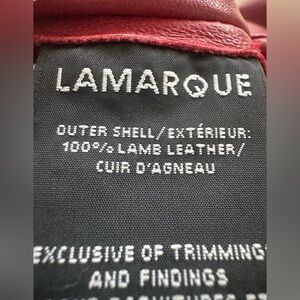 LAMARQUE
OUTER SHELL/EXTÉRIEUR:
100% LAMB LEATHER/
CUIR D'AGNEAU
EXCLUSIVE OF TRIMMING
AND FINDINGS